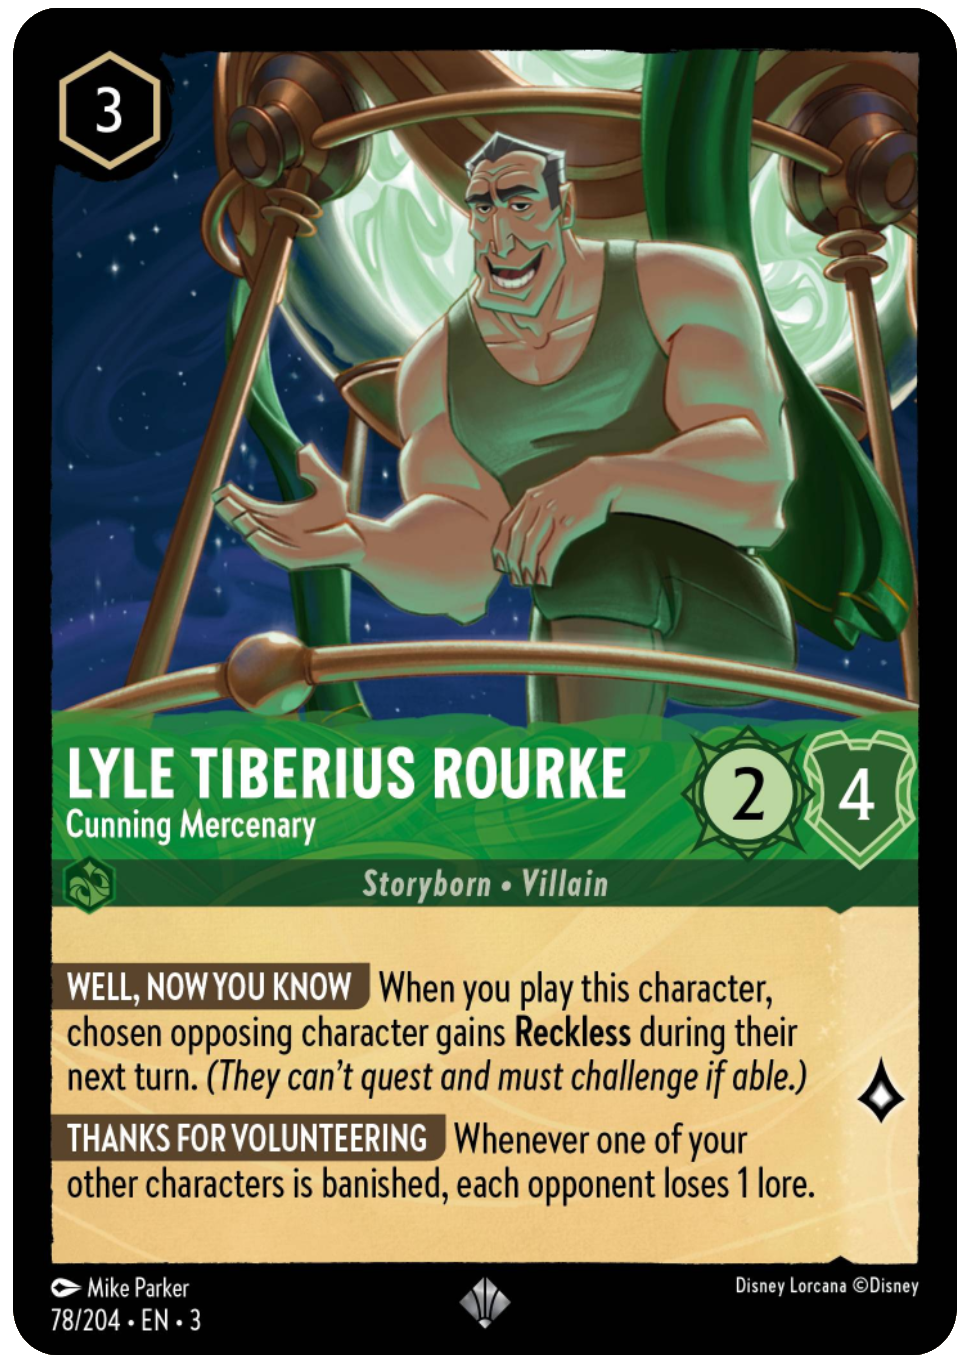 3
LYLE TIBERIUS ROURKE
Cunning Mercenary
2
4
Storyborn • Villain
WELL, NOW YOU KNOW When you play this character,
chosen opposing character gains Reckless during their
next turn. (They can't quest and must challenge if able.)
THANKS FOR VOLUNTEERING Whenever one of your
other characters is banished, each opponent loses 1 lore.
Mike Parker
Disney Lorcana ©Disney
78/204 • EN • 3